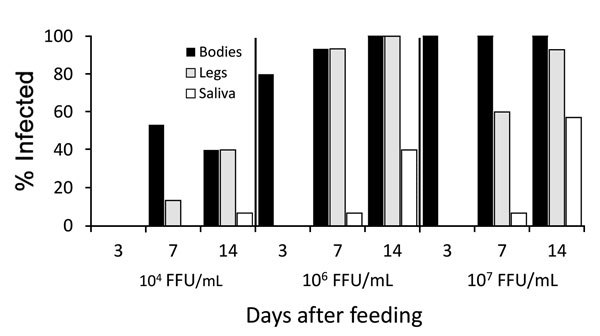 % Infected
100
80
60
40
20
0
Bodies
Legs
Saliva
3 7 14 3 7 14 3 7 14
10⁴ FFU/mL 10⁶ FFU/mL 10⁷ FFU/mL
Days after feeding